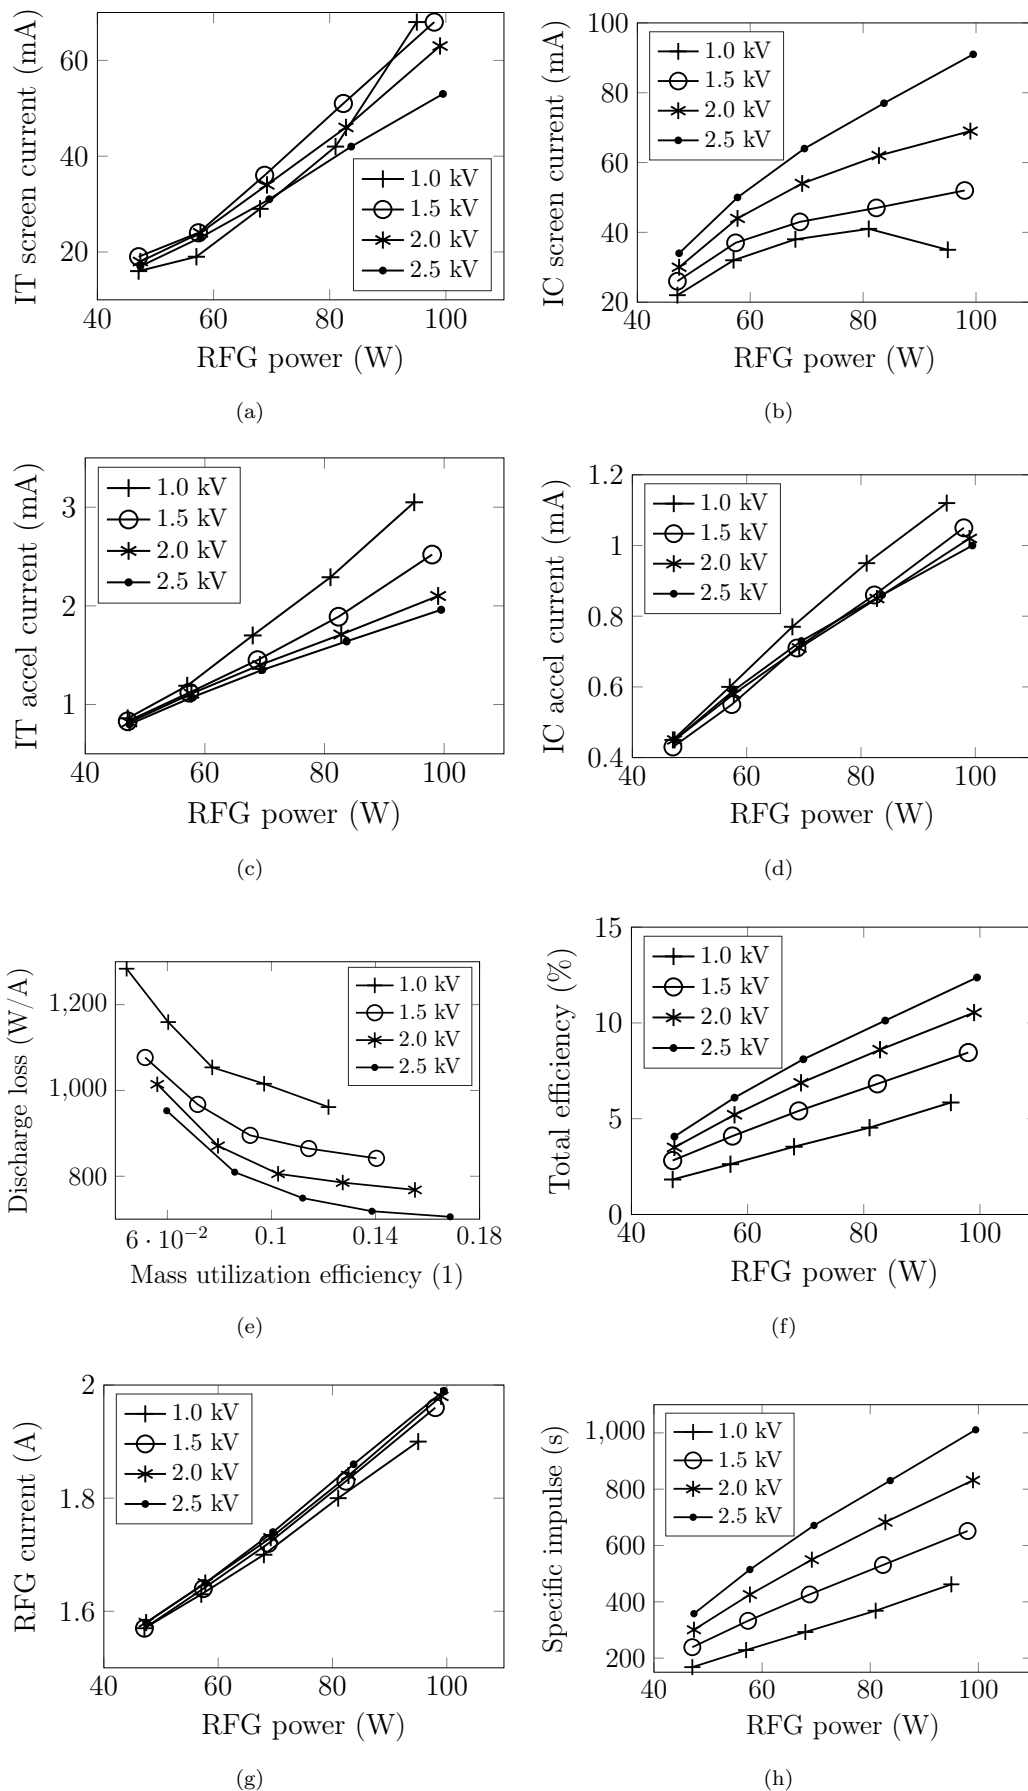 IT screen current (mA)
60
40
20
40
60
80
100
RFG power (W)
1.0 kV
1.5 kV
2.0 kV
2.5 kV
(a)
IC screen current (mA)
100
80
60
40
20
40
60
80
100
RFG power (W)
1.0 kV
1.5 kV
2.0 kV
2.5 kV
(b)
IT accel current (mA)
3
2
1
40
60
80
100
RFG power (W)
1.0 kV
1.5 kV
2.0 kV
2.5 kV
(c)
IC accel current (mA)
1.2
1
0.8
0.6
0.4
40
60
80
100
RFG power (W)
1.0 kV
1.5 kV
2.0 kV
2.5 kV
(d)
Discharge loss (W/A)
1,200
1,000
800
6 · 10⁻²
0.1
0.14
0.18
Mass utilization efficiency (1)
1.0 kV
1.5 kV
2.0 kV
2.5 kV
(e)
Total efficiency (%)
15
10
5
0
40
60
80
100
RFG power (W)
1.0 kV
1.5 kV
2.0 kV
2.5 kV
(f)
RFG current (A)
2
1.8
1.6
40
60
80
100
RFG power (W)
1.0 kV
1.5 kV
2.0 kV
2.5 kV
(g)
Specific impulse (s)
1,000
800
600
400
200
40
60
80
100
RFG power (W)
1.0 kV
1.5 kV
2.0 kV
2.5 kV
(h)